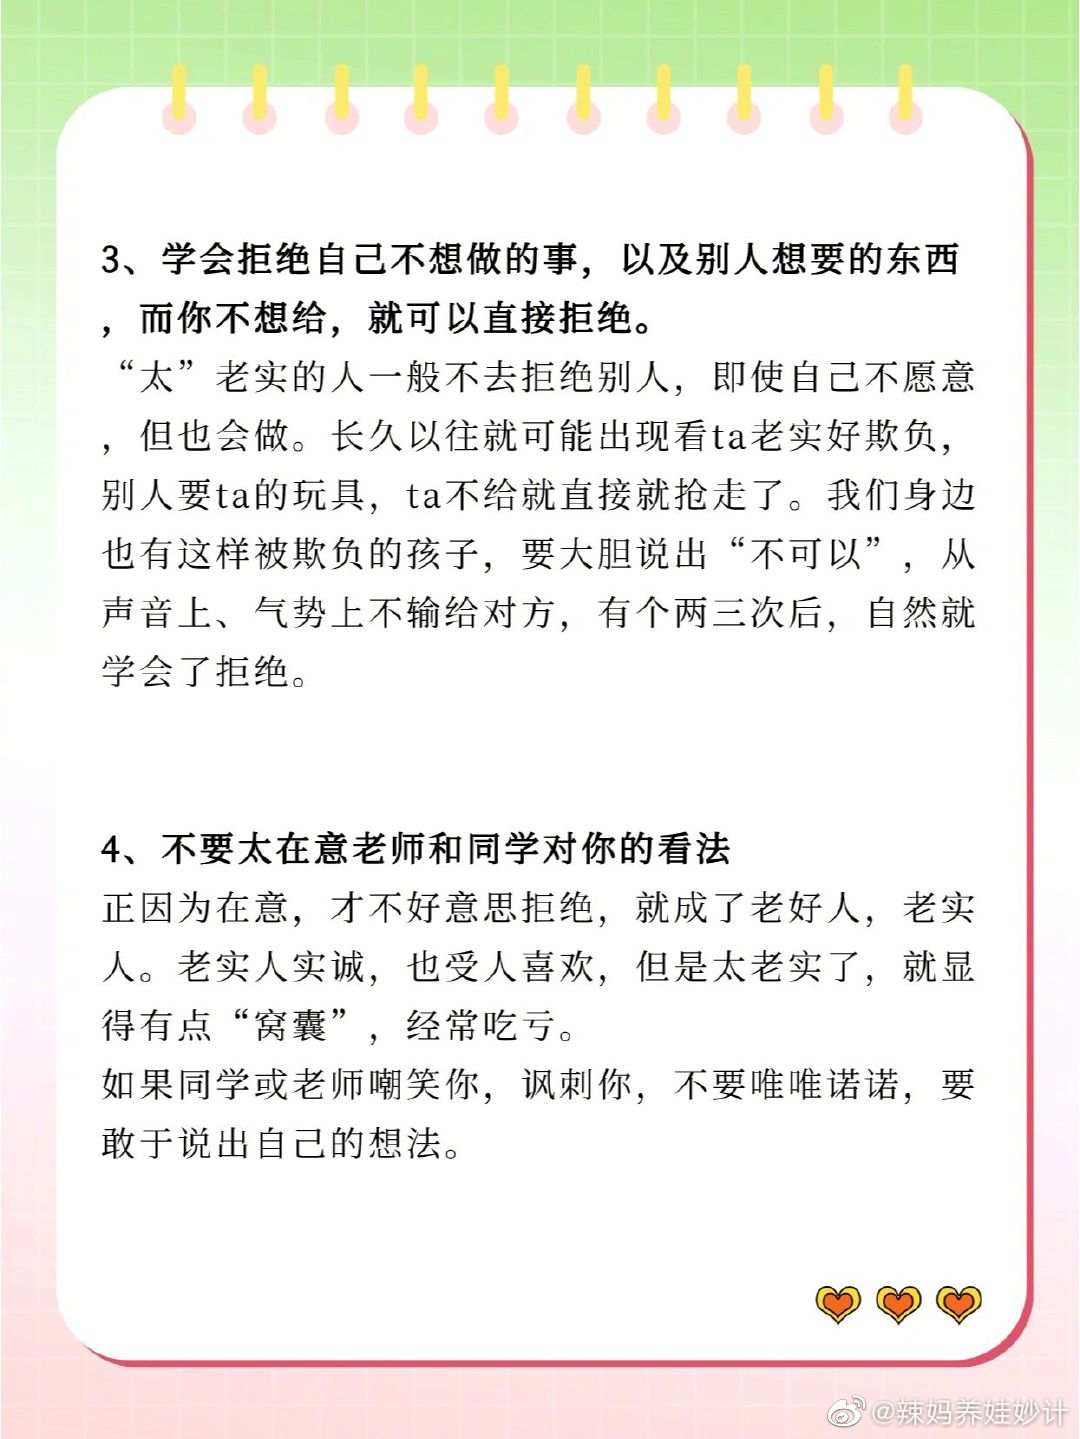 3、学会拒绝自己不想做的事，以及别人想要的东西
，而你不想给，就可以直接拒绝。
“太”老实的人一般不去拒绝别人，即使自己不愿意
，但也会做。长久以往就可能出现看ta老实好欺负，
别人要ta的玩具，ta不给就直接就抢走了。我们身边
也有这样被欺负的孩子，要大胆说出“不可以”，从
声音上、气势上不输给对方，有个两三次后，自然就
学会了拒绝。
4、不要太在意老师和同学对你的看法
正因为在意，才不好意思拒绝，就成了老好人，老实
人。老实人实诚，也受人喜欢，但是太老实了，就显
得有点“窝囊”，经常吃亏。
如果同学或老师嘲笑你，讽刺你，不要唯唯诺诺，要
敢于说出自己的想法。
@辣妈养娃妙计